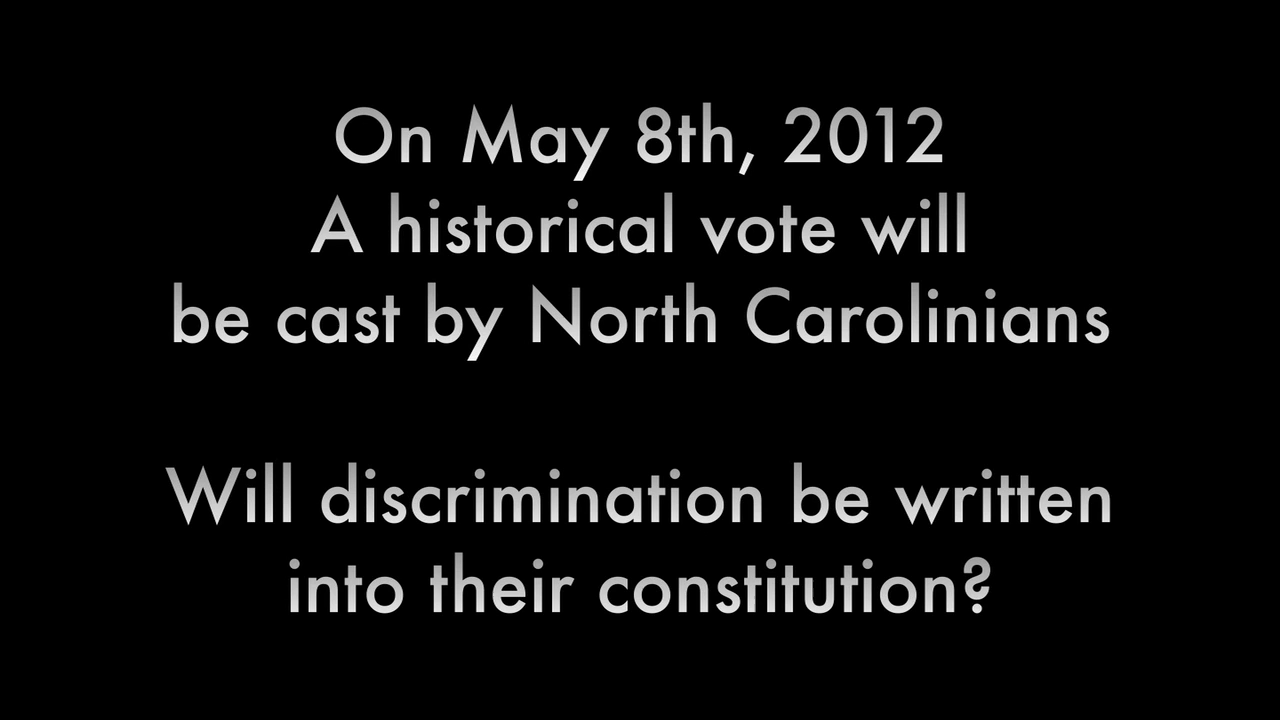 On May 8th, 2012
A historical vote will
be cast by North Carolinians
Will discrimination be written
into their constitution?